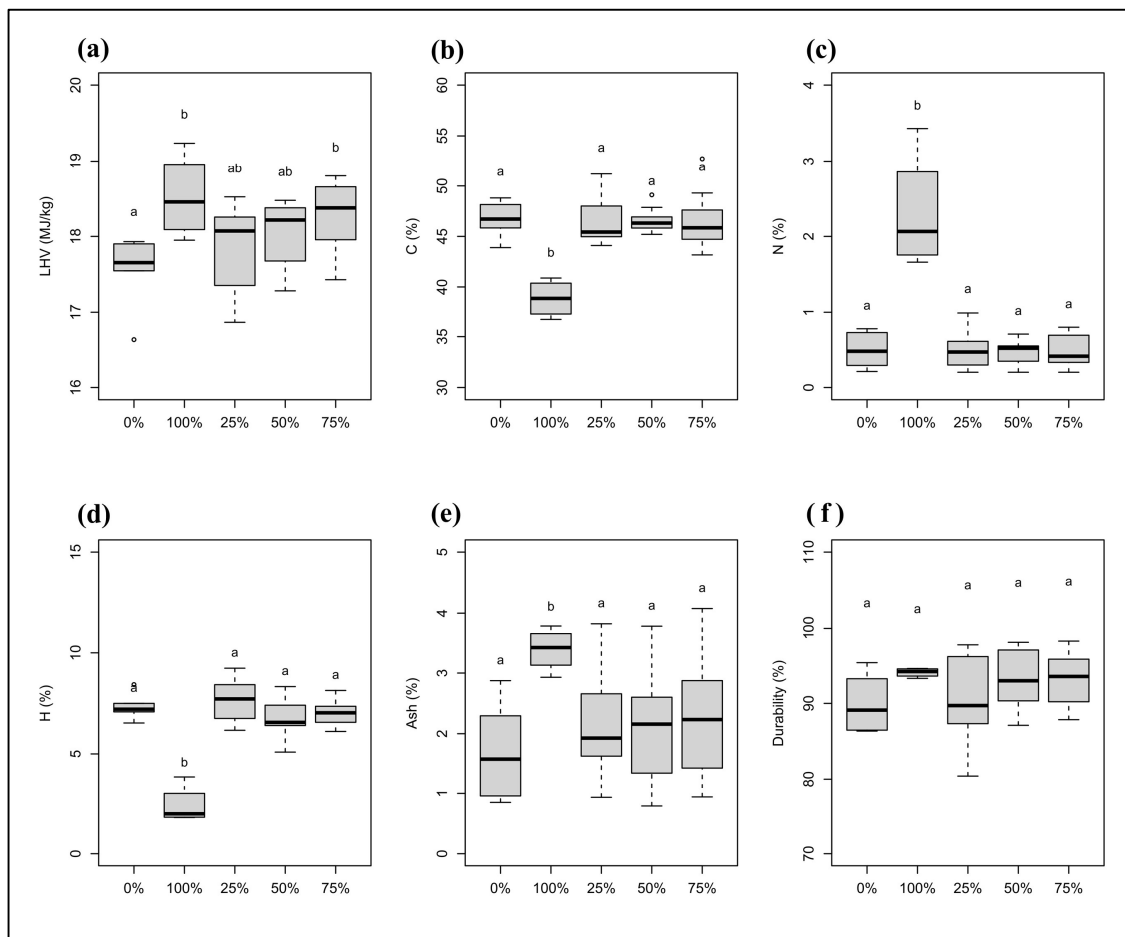 (a)
LHV (MJ/kg)
20
19
18
17
16
a
b
ab
ab
b
0% 100% 25% 50% 75%
(b)
C (%)
60
55
50
45
40
35
30
a
b
a
a
a
0% 100% 25% 50% 75%
(c)
N (%)
4
3
2
1
0
a
b
a
a
a
0% 100% 25% 50% 75%
(d)
H (%)
15
10
5
0
a
b
a
a
a
0% 100% 25% 50% 75%
(e)
Ash (%)
5
4
3
2
1
0
a
b
a
a
a
0% 100% 25% 50% 75%
( f )
Durability (%)
110
100
90
80
70
a
a
a
a
a
0% 100% 25% 50% 75%